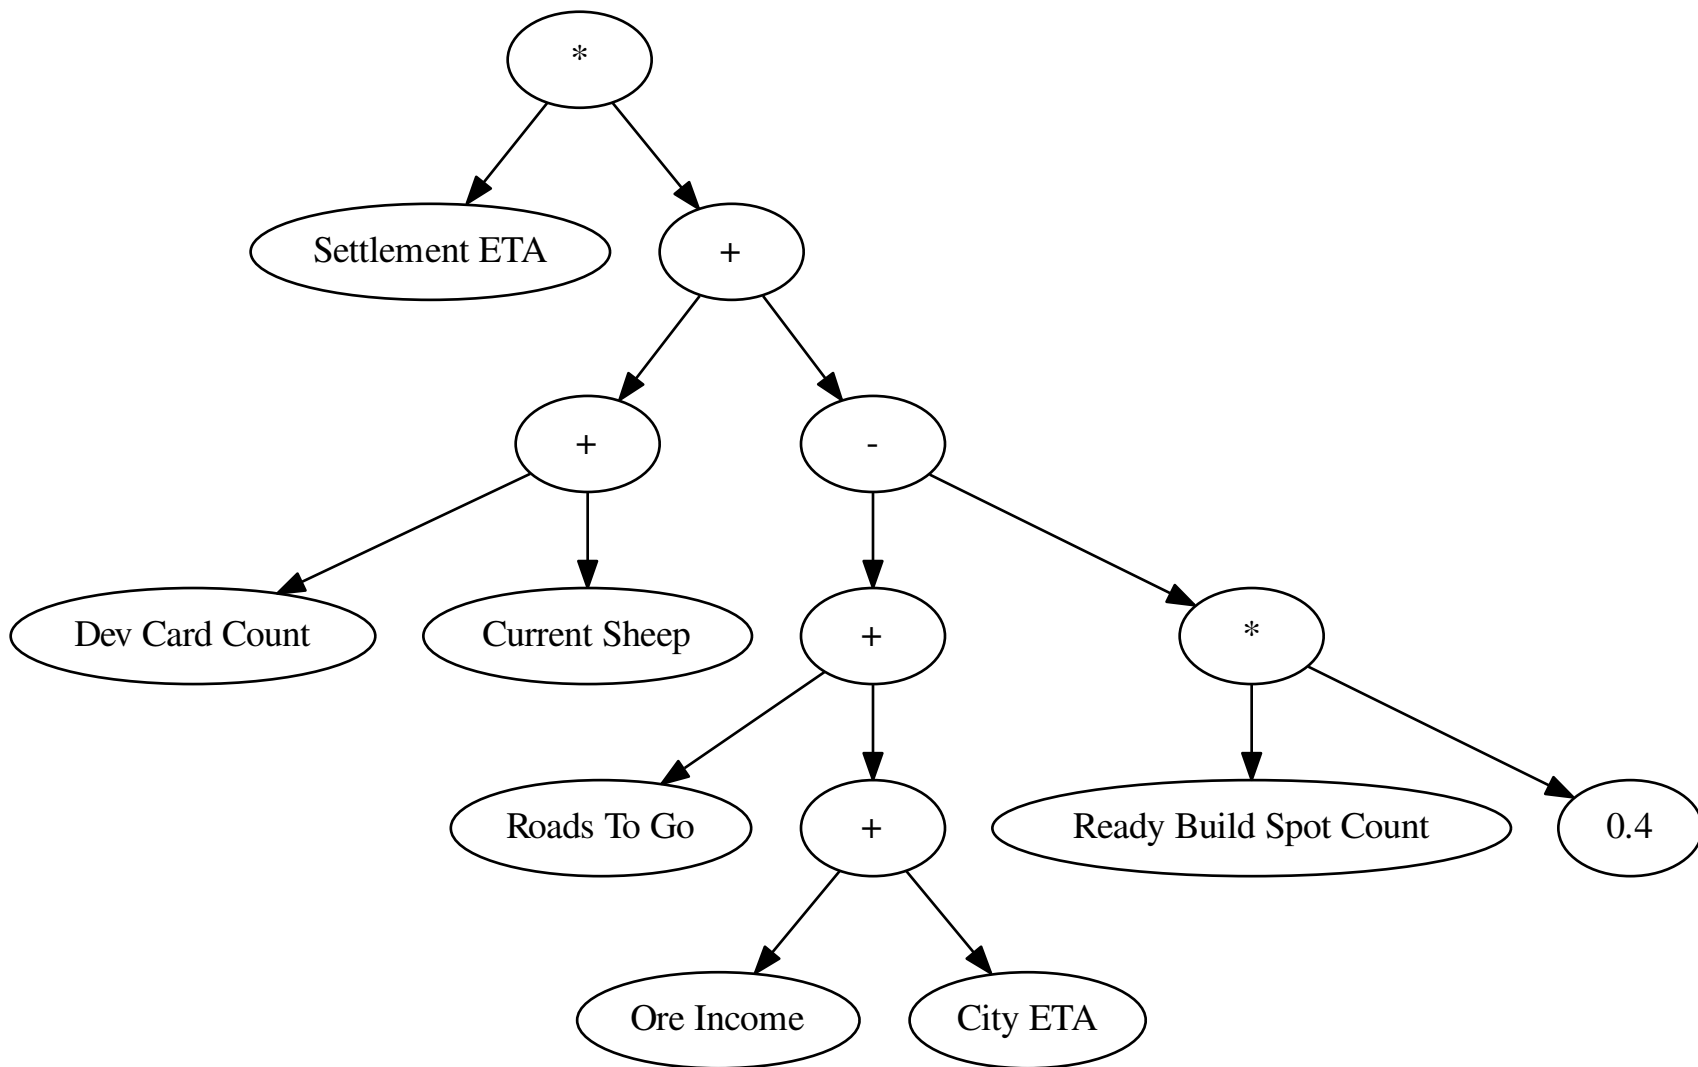 *
Settlement ETA
+
+
-
Dev Card Count
Current Sheep
+
*
Roads To Go
+
Ready Build Spot Count
0.4
Ore Income
City ETA